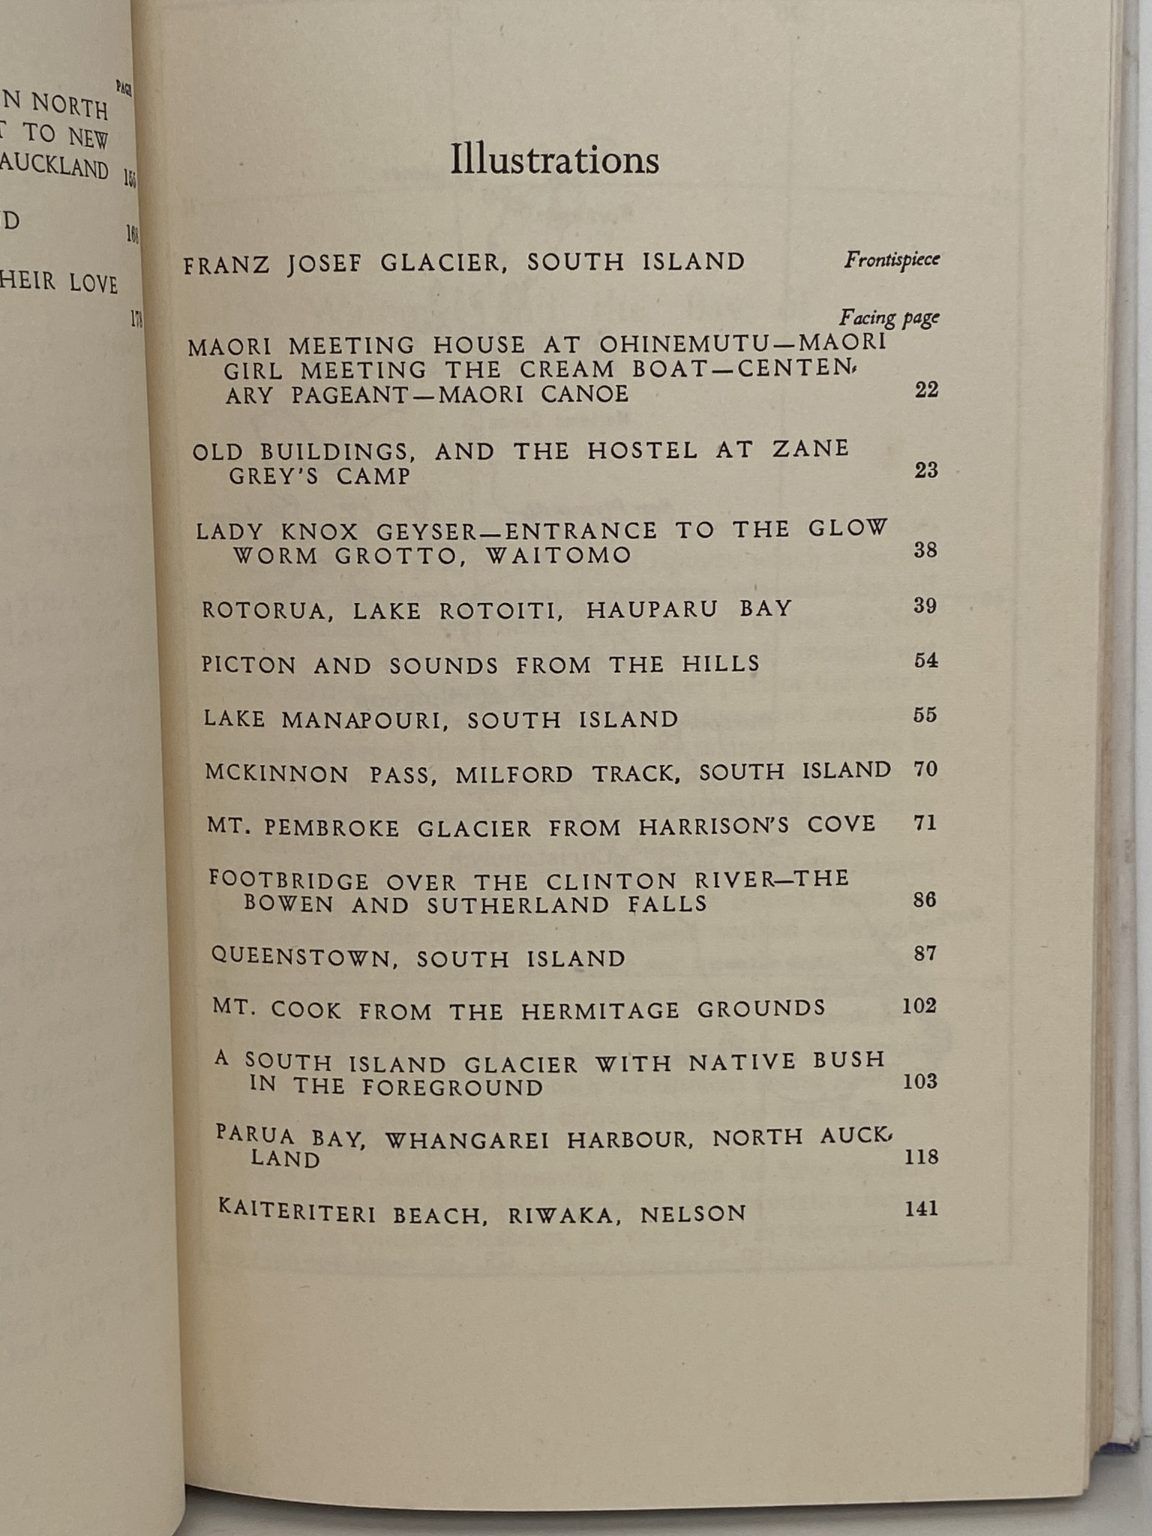 PAGE
N NORTH
T TO NEW
AUCKLAND 155
D
168
HEIR LOVE
178
Illustrations
FRANZ JOSEF GLACIER, SOUTH ISLAND Frontispiece
Facing page
MAORI MEETING HOUSE AT OHINEMUTU—MAORI
GIRL MEETING THE CREAM BOAT—CENTEN-
ARY PAGEANT—MAORI CANOE 22
OLD BUILDINGS, AND THE HOSTEL AT ZANE
GREY'S CAMP 23
LADY KNOX GEYSER—ENTRANCE TO THE GLOW
WORM GROTTO, WAITOMO 38
ROTORUA, LAKE ROTOITI, HAUPARU BAY 39
PICTON AND SOUNDS FROM THE HILLS 54
LAKE MANAPOURI, SOUTH ISLAND 55
MCKINNON PASS, MILFORD TRACK, SOUTH ISLAND 70
MT. PEMBROKE GLACIER FROM HARRISON'S COVE 71
FOOTBRIDGE OVER THE CLINTON RIVER—THE
BOWEN AND SUTHERLAND FALLS 86
QUEENSTOWN, SOUTH ISLAND 87
MT. COOK FROM THE HERMITAGE GROUNDS 102
A SOUTH ISLAND GLACIER WITH NATIVE BUSH
IN THE FOREGROUND 103
PARUA BAY, WHANGAREI HARBOUR, NORTH AUCK-
LAND 118
KAITERITERI BEACH, RIWAKA, NELSON 141